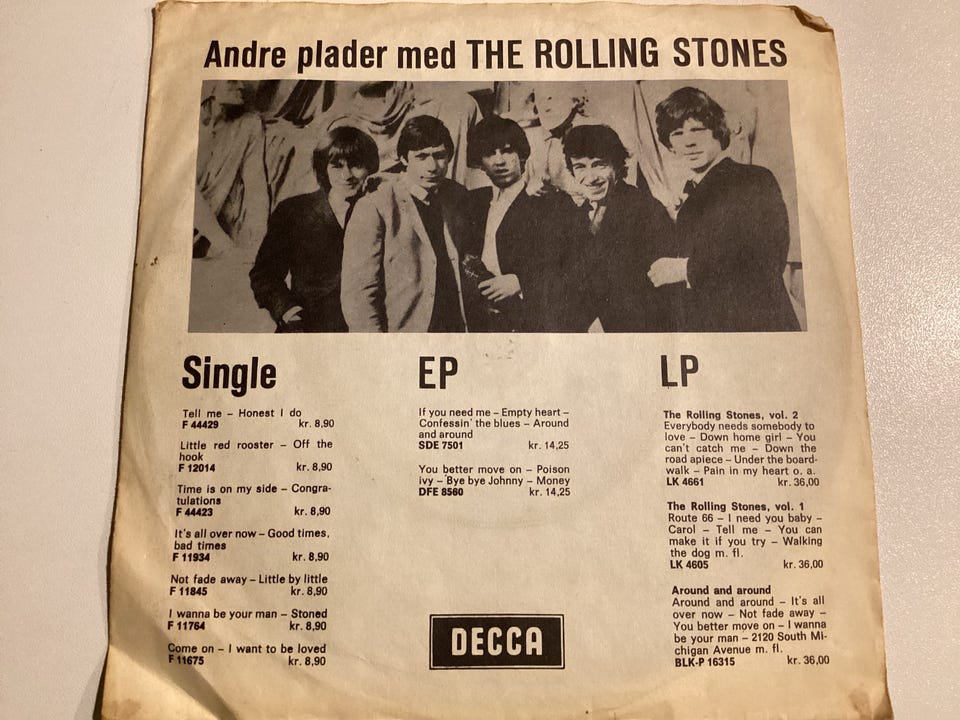 Andre plader med THE ROLLING STONES
Single
Tell me – Honest I do
F 44429 kr. 8,90
Little red rooster – Off the
hook
F 12014 kr. 8,90
Time is on my side – Congra-
tulations
F 44423 kr. 8,90
It's all over now – Good times,
bad times
F 11934 kr. 8,90
Not fade away – Little by little
F 11845 kr. 8,90
I wanna be your man – Stoned
F 11764 kr. 8,90
Come on – I want to be loved
F 11675 kr. 8,90
EP
If you need me – Empty heart –
Confessin' the blues – Around
and around
SDE 7501 kr. 14,25
You better move on – Poison
ivy – Bye bye Johnny – Money
DFE 8560 kr. 14,25
DECCA
LP
The Rolling Stones, vol. 2
Everybody needs somebody to
love – Down home girl – You
can't catch me – Down the
road apiece – Under the board-
walk – Pain in my heart o. a.
LK 4661 kr. 36,00
The Rolling Stones, vol. 1
Route 66 – I need you baby –
Carol – Tell me – You can
make it if you try – Walking
the dog m. fl.
LK 4605 kr. 36,00
Around and around
Around and around – It's all
over now – Not fade away –
You better move on – I wanna
be your man – 2120 South Mi-
chigan Avenue m. fl.
BLK-P 16315 kr. 36,00